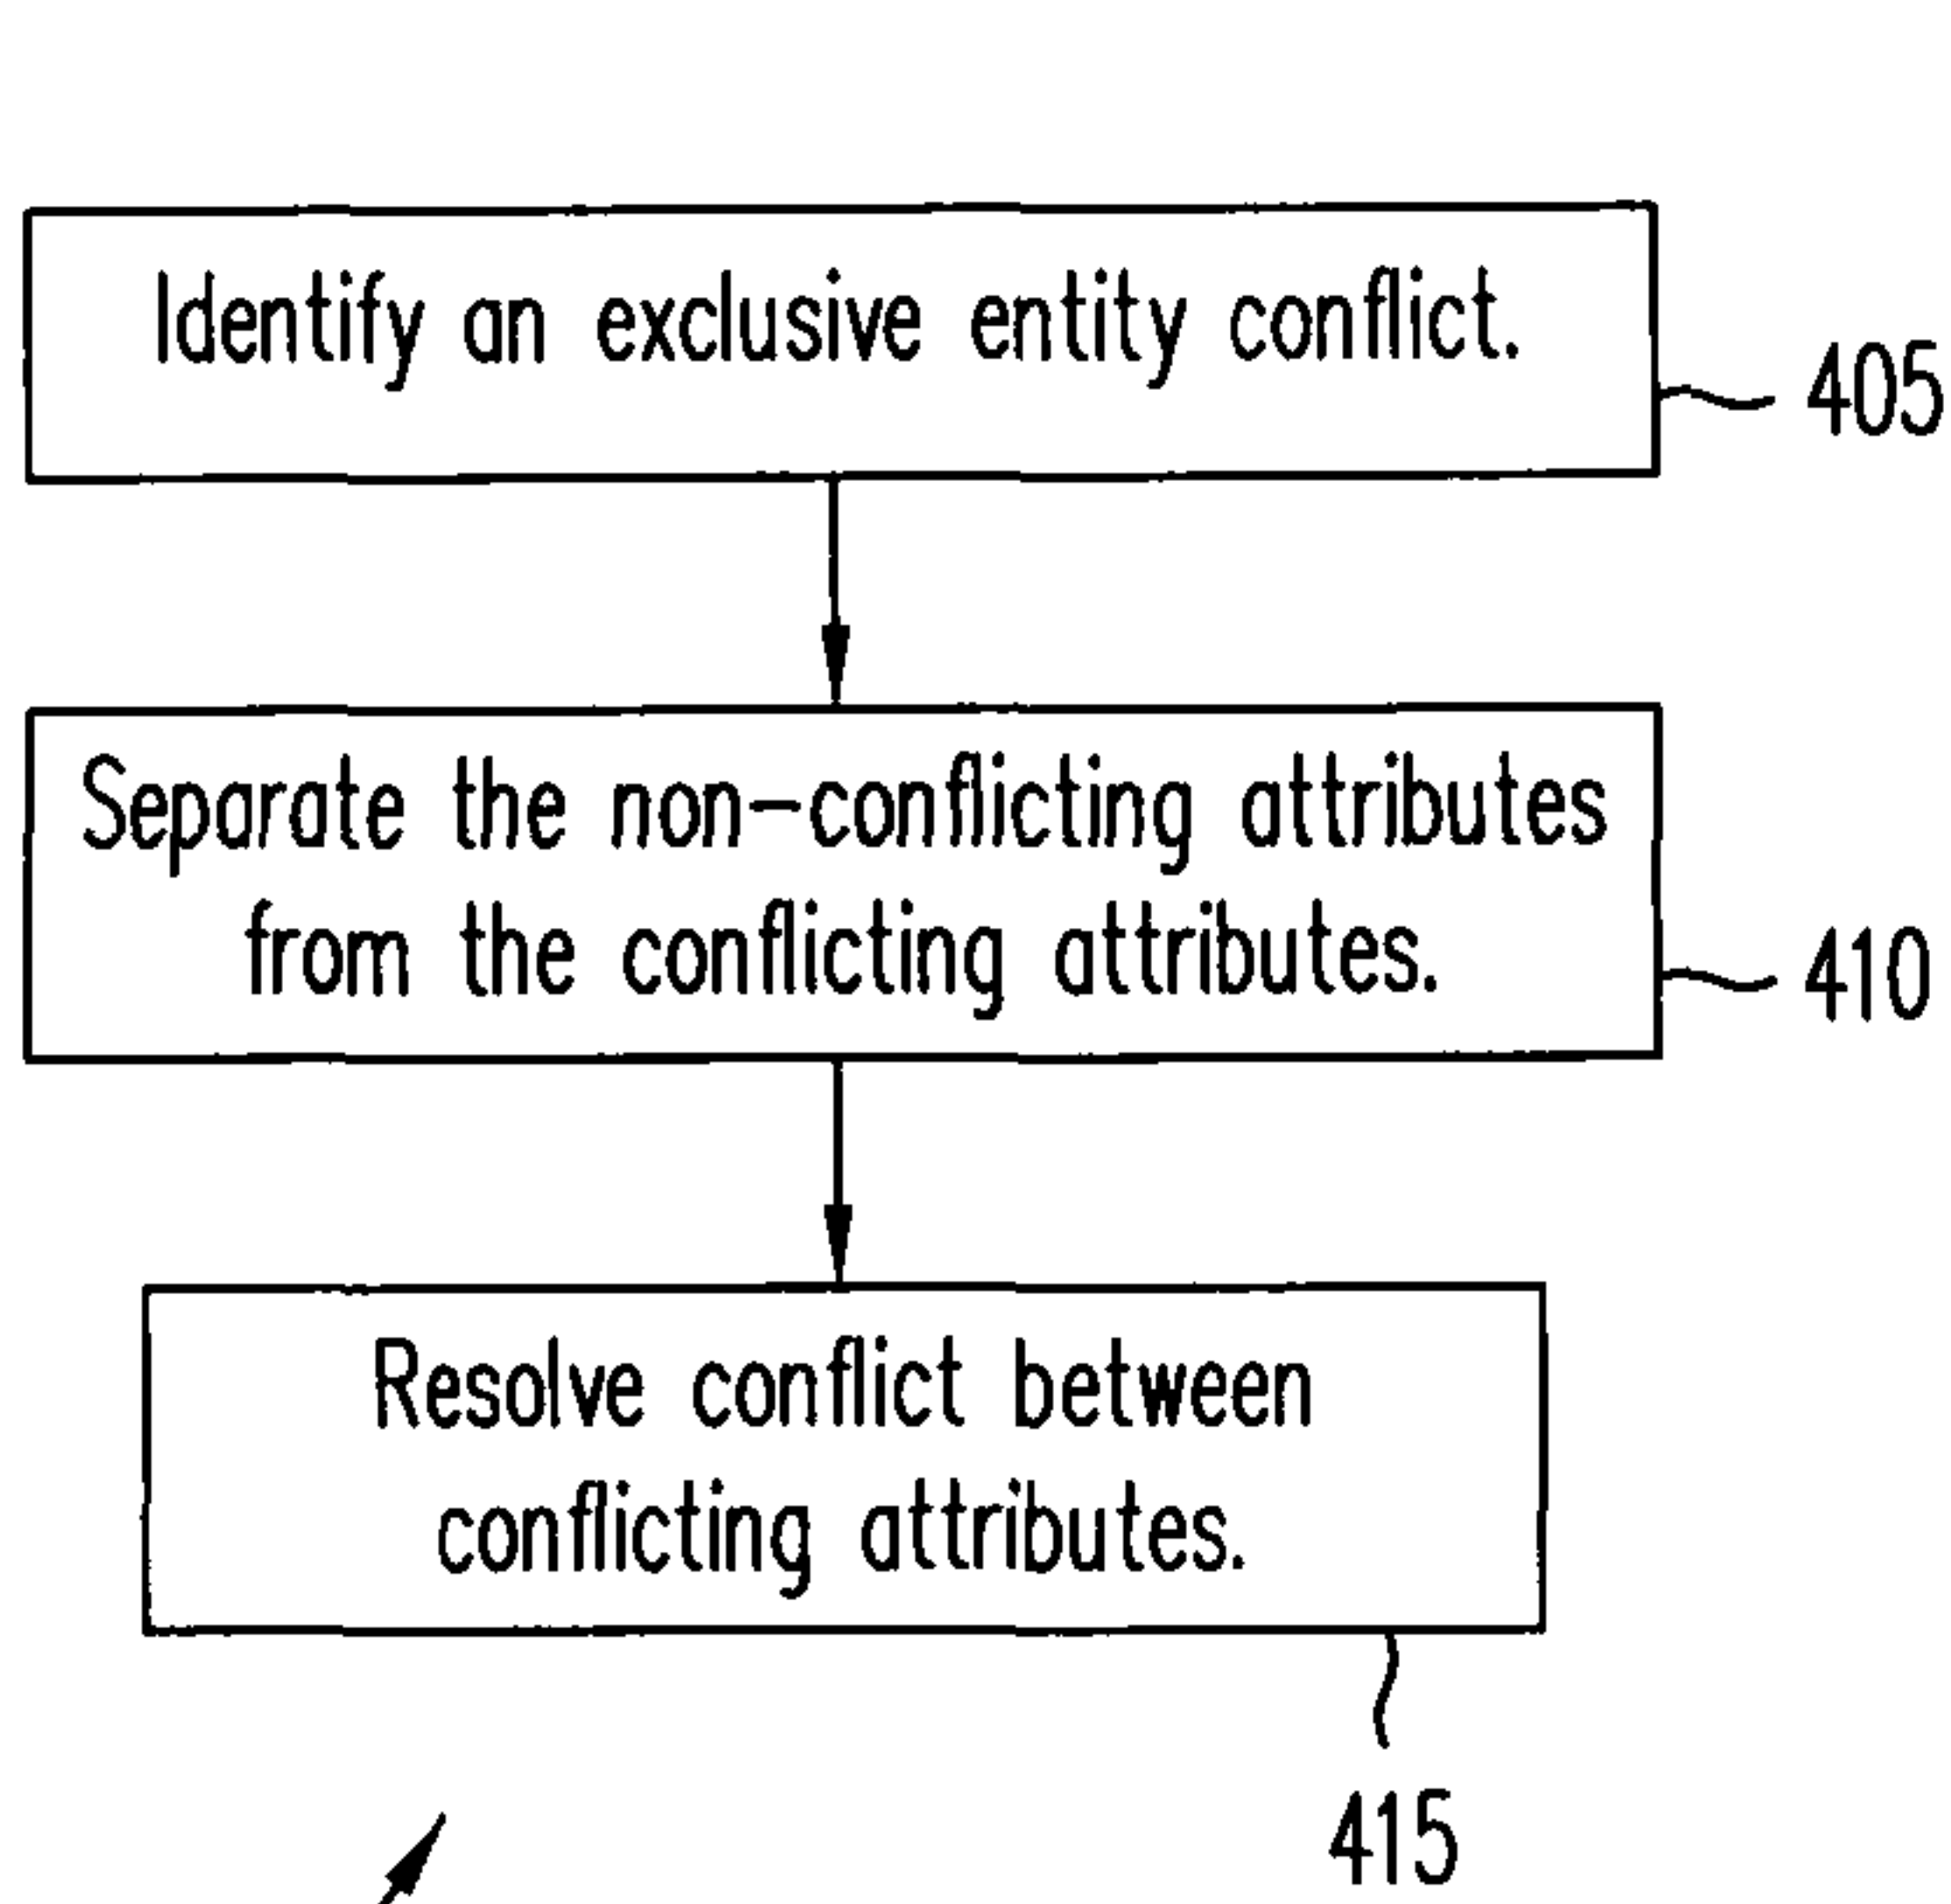 Identify an exclusive entity conflict.
405
Separate the non-conflicting attributes
from the conflicting attributes.
410
Resolve conflict between
conflicting attributes.
415